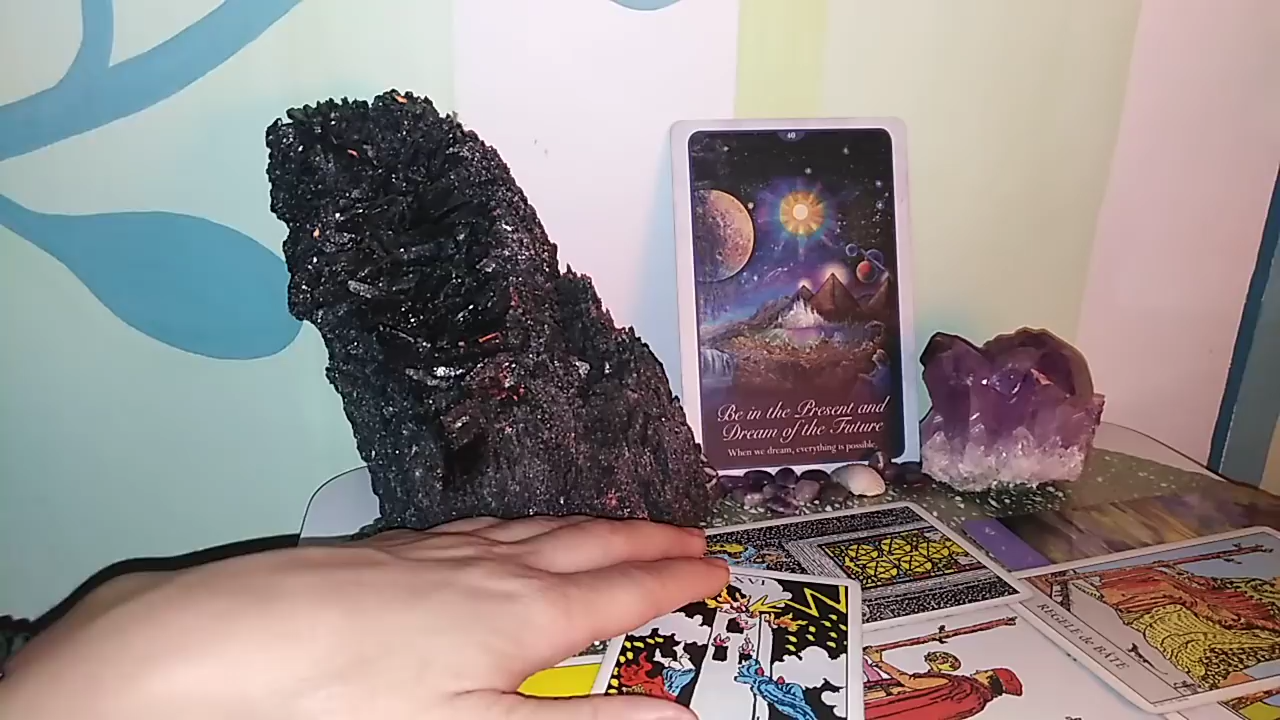 40
Be in the Present and
Dream of the Future
When we dream, everything is possible.
XVI
REGELE de BÂTE